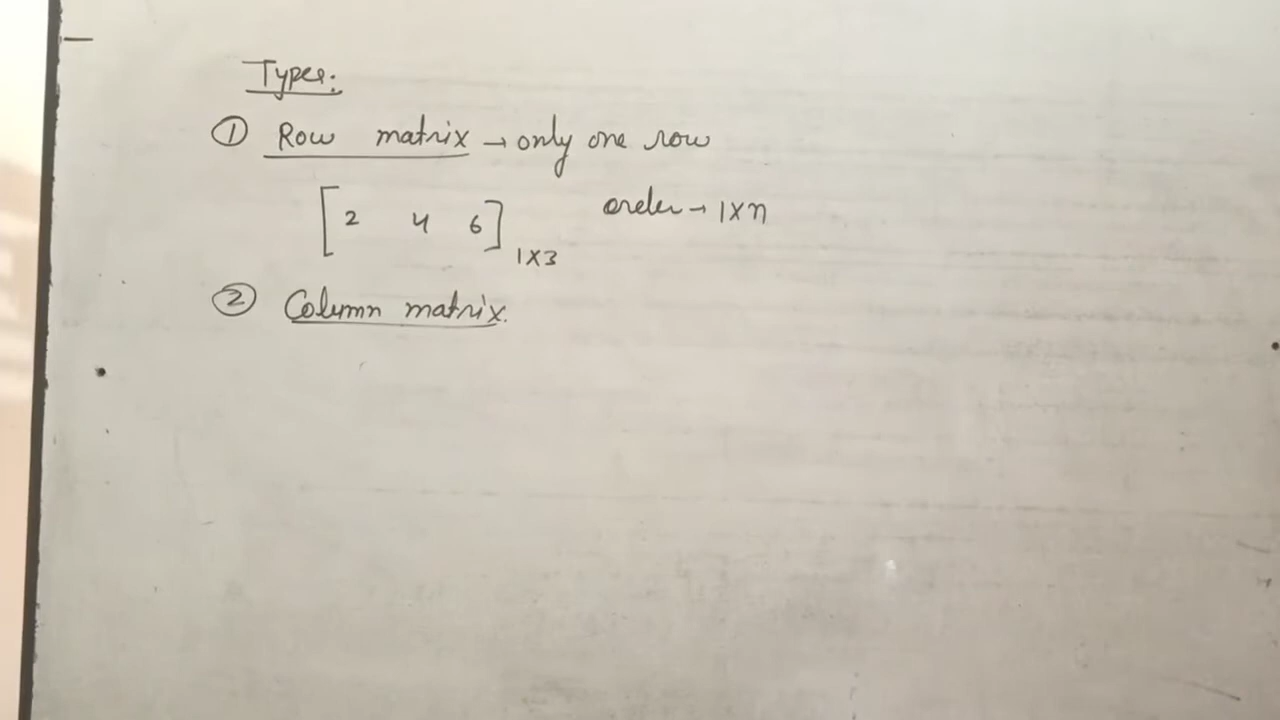 Types:
① Row matrix → only one row
[2 4 6]1×3 order → 1×n
② Column matrix.